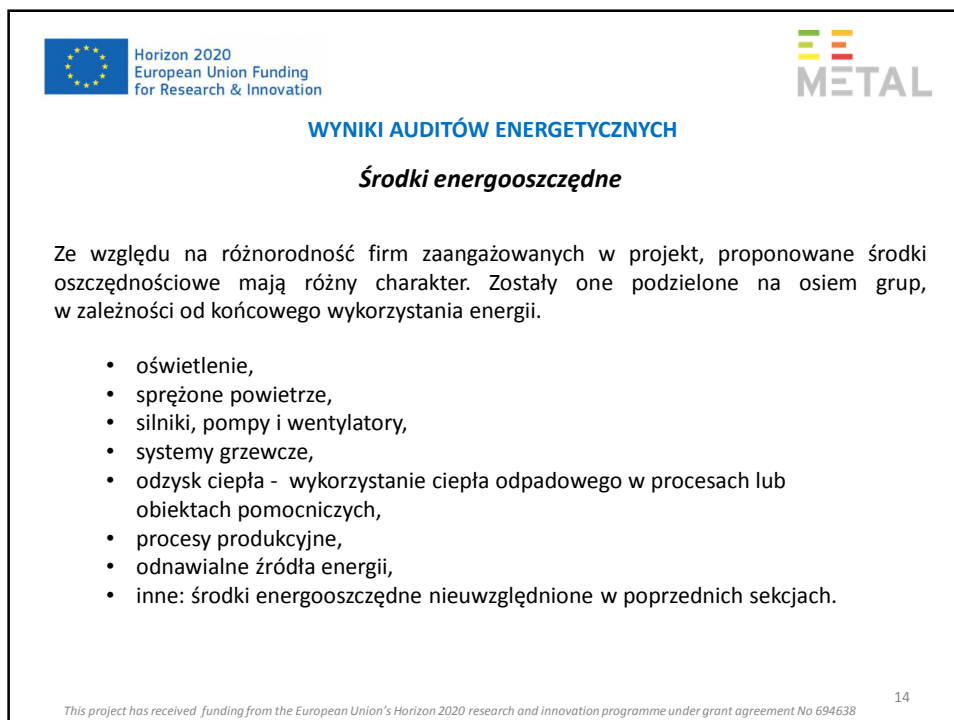 Horizon 2020
European Union Funding
for Research & Innovation
METAL
WYNIKI AUDITÓW ENERGETYCZNYCH
Środki energooszczędne
Ze względu na różnorodność firm zaangażowanych w projekt, proponowane środki
oszczędnościowe mają różny charakter. Zostały one podzielone na osiem grup,
w zależności od końcowego wykorzystania energii.
• oświetlenie,
• sprężone powietrze,
• silniki, pompy i wentylatory,
• systemy grzewcze,
• odzysk ciepła - wykorzystanie ciepła odpadowego w procesach lub
obiektach pomocniczych,
• procesy produkcyjne,
• odnawialne źródła energii,
• inne: środki energooszczędne nieuwzględnione w poprzednich sekcjach.
14
This project has received funding from the European Union's Horizon 2020 research and innovation programme under grant agreement No 694638